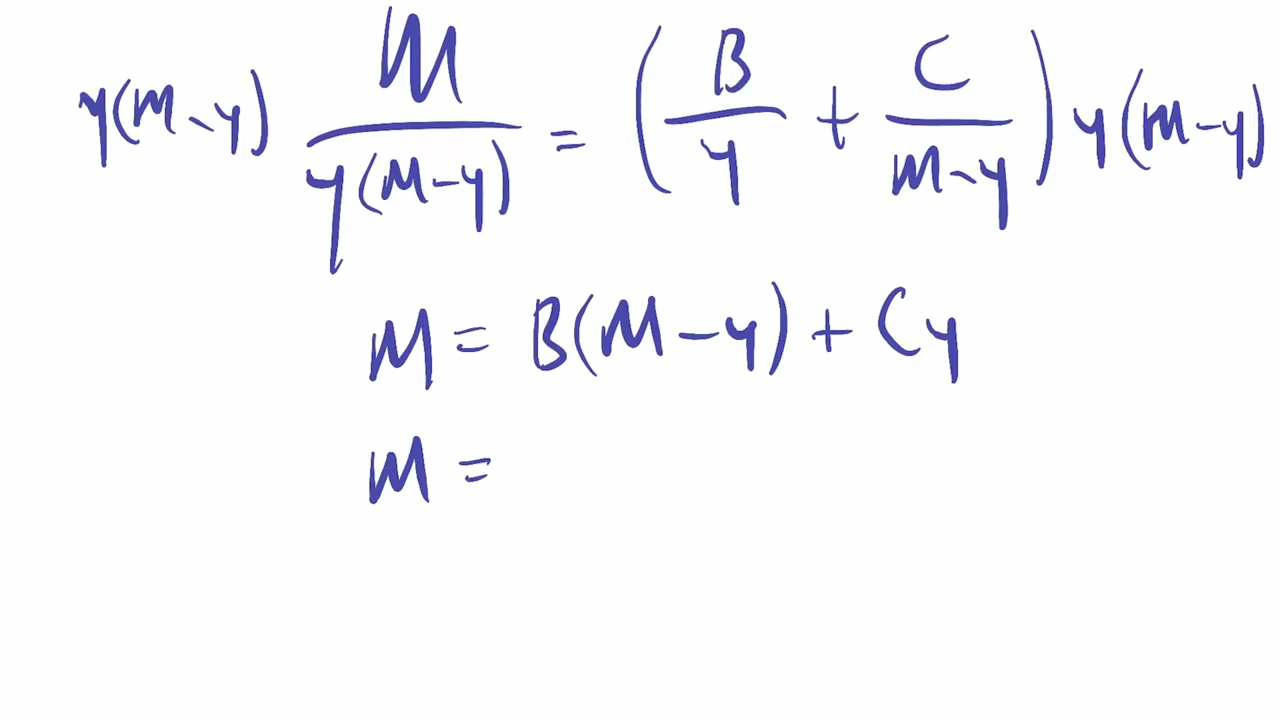 y(M-y) M/(y(M-y)) = (B/y + C/(M-y)) y(M-y)
M = B(M-y) + Cy
M =